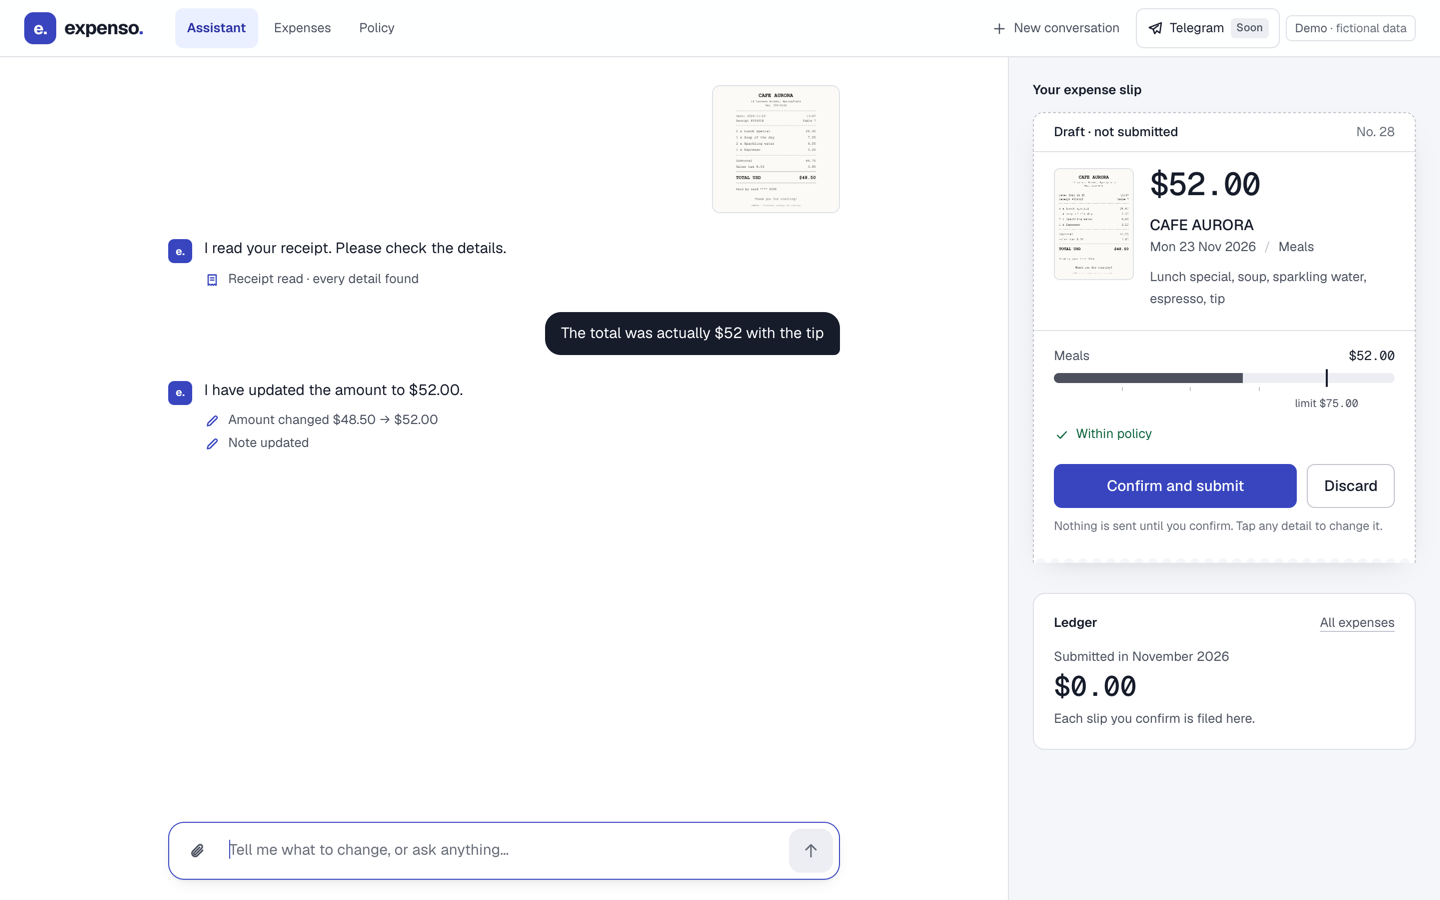 e. expenso.
Assistant
Expenses
Policy
New conversation
Telegram Soon
Demo · fictional data
CAFE AURORA
TOTAL USD $48.50
I read your receipt. Please check the details.
Receipt read · every detail found
The total was actually $52 with the tip
I have updated the amount to $52.00.
Amount changed $48.50 → $52.00
Note updated
Tell me what to change, or ask anything...
Your expense slip
Draft · not submitted No. 28
CAFE AURORA
TOTAL USD $48.50
$52.00
CAFE AURORA
Mon 23 Nov 2026 / Meals
Lunch special, soup, sparkling water,
espresso, tip
Meals $52.00
limit $75.00
Within policy
Confirm and submit
Discard
Nothing is sent until you confirm. Tap any detail to change it.
Ledger All expenses
Submitted in November 2026
$0.00
Each slip you confirm is filed here.